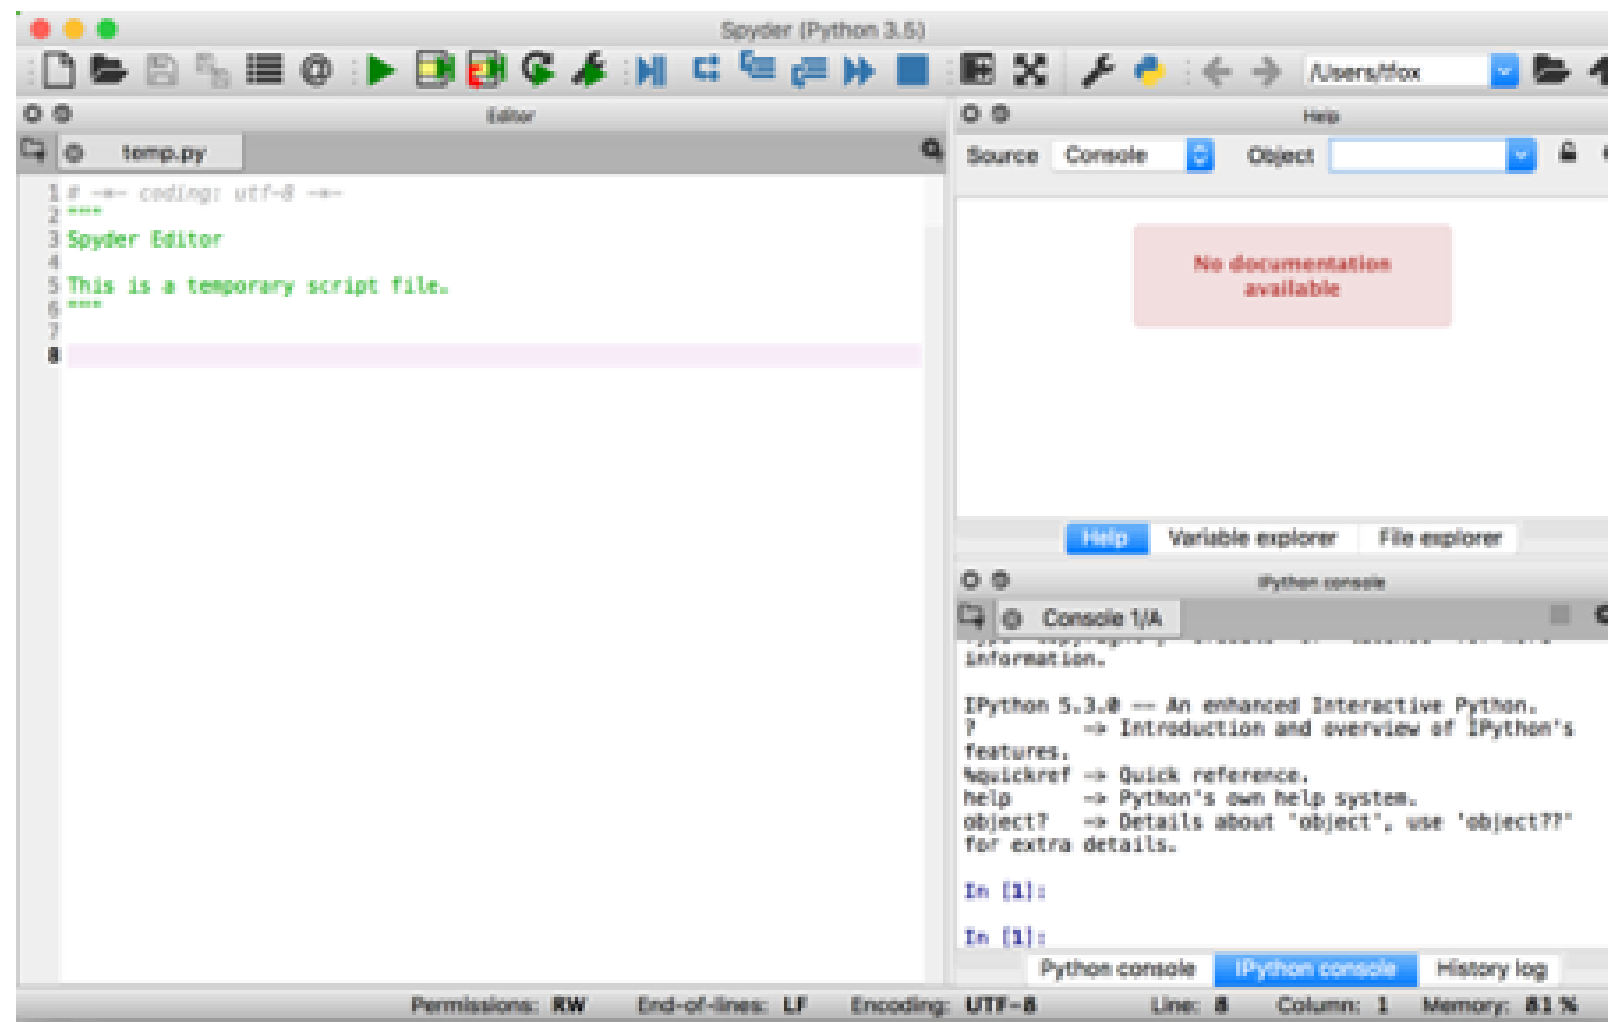 Spyder (Python 3.5)
/Users/tfox
Editor
temp.py
1 # -*- coding: utf-8 -*-
2 """
3 Spyder Editor
4
5 This is a temporary script file.
6 """
7
8
Help
Source Console Object
No documentation
available
Help Variable explorer File explorer
IPython console
Console 1/A
information.
IPython 5.3.0 -- An enhanced Interactive Python.
? -> Introduction and overview of IPython's
features.
%quickref -> Quick reference.
help -> Python's own help system.
object? -> Details about 'object', use 'object??'
for extra details.
In [1]:
In [1]:
Python console IPython console History log
Permissions: RW End-of-lines: LF Encoding: UTF-8 Line: 8 Column: 1 Memory: 81 %